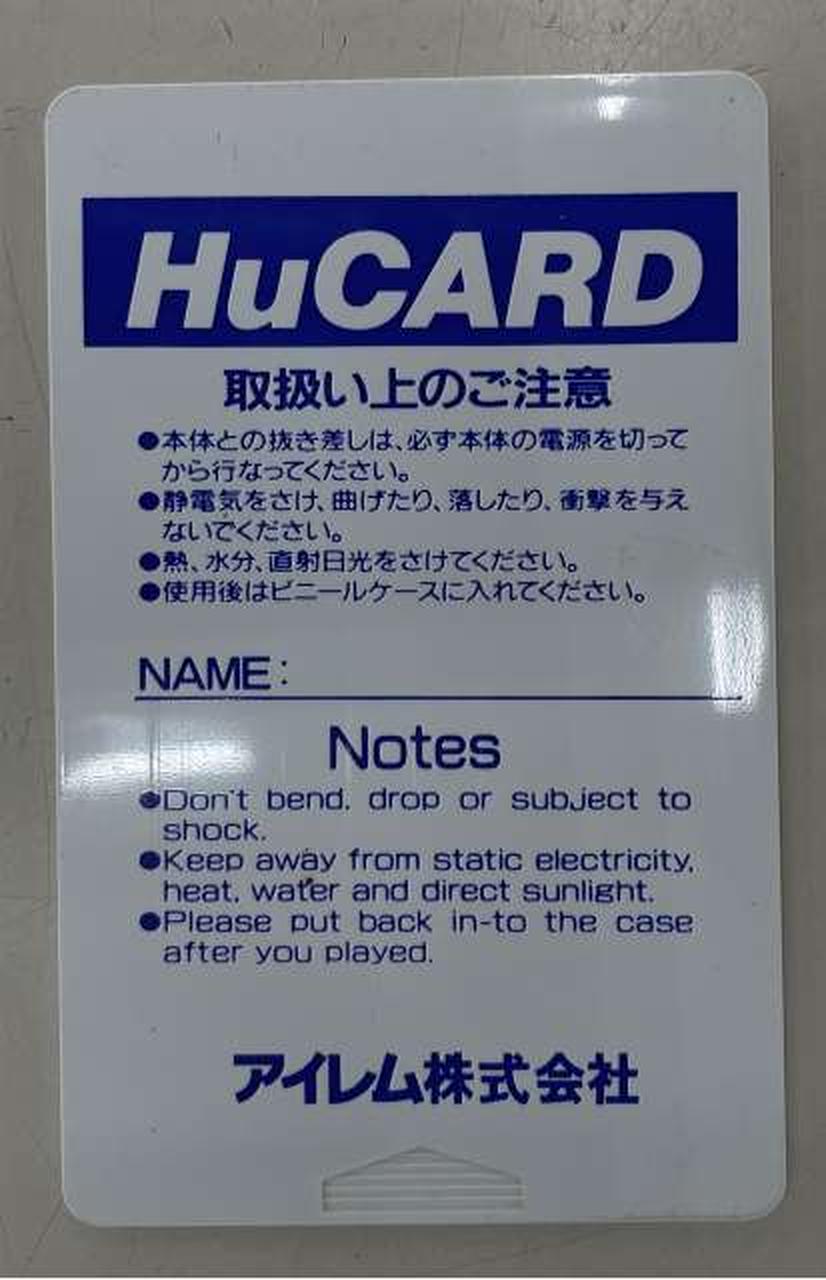 HuCARD
取扱い上のご注意
●本体との抜き差しは、必ず本体の電源を切って
から行なってください。
●静電気をさけ、曲げたり、落したり、衝撃を与え
ないでください。
●熱、水分、直射日光をさけてください。
●使用後はビニールケースに入れてください。
NAME:
Notes
●Don't bend. drop or subject to
shock.
●Keep away from static electricity,
heat, water and direct sunlight.
●Please put back in-to the case
after you played.
アイレム株式会社